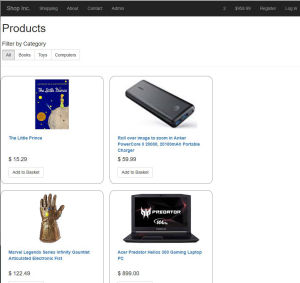 Shop Inc. Shopping About Contact Admin 2 $959.99 Register Log in
Products
Filter by Category
All Books Toys Computers
The Little Prince
The Little Prince
$ 15.29
Add to Basket
Roll over image to zoom in Anker
PowerCore II 20000, 20100mAh Portable
Charger
$ 59.99
Add to Basket
PREDATOR
Marvel Legends Series Infinity Gauntlet
Articulated Electronic Fist
$ 122.49
Acer Predator Helios 300 Gaming Laptop
PC
$ 899.00